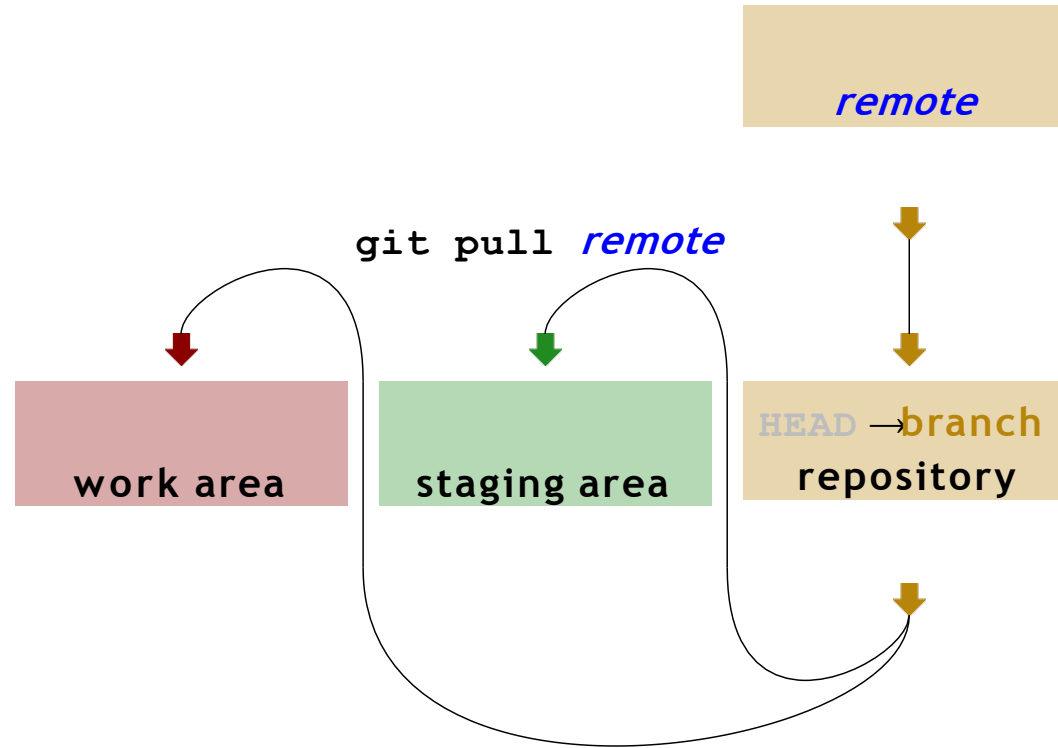 remote
git pull remote
HEAD →branch
work area
staging area
repository